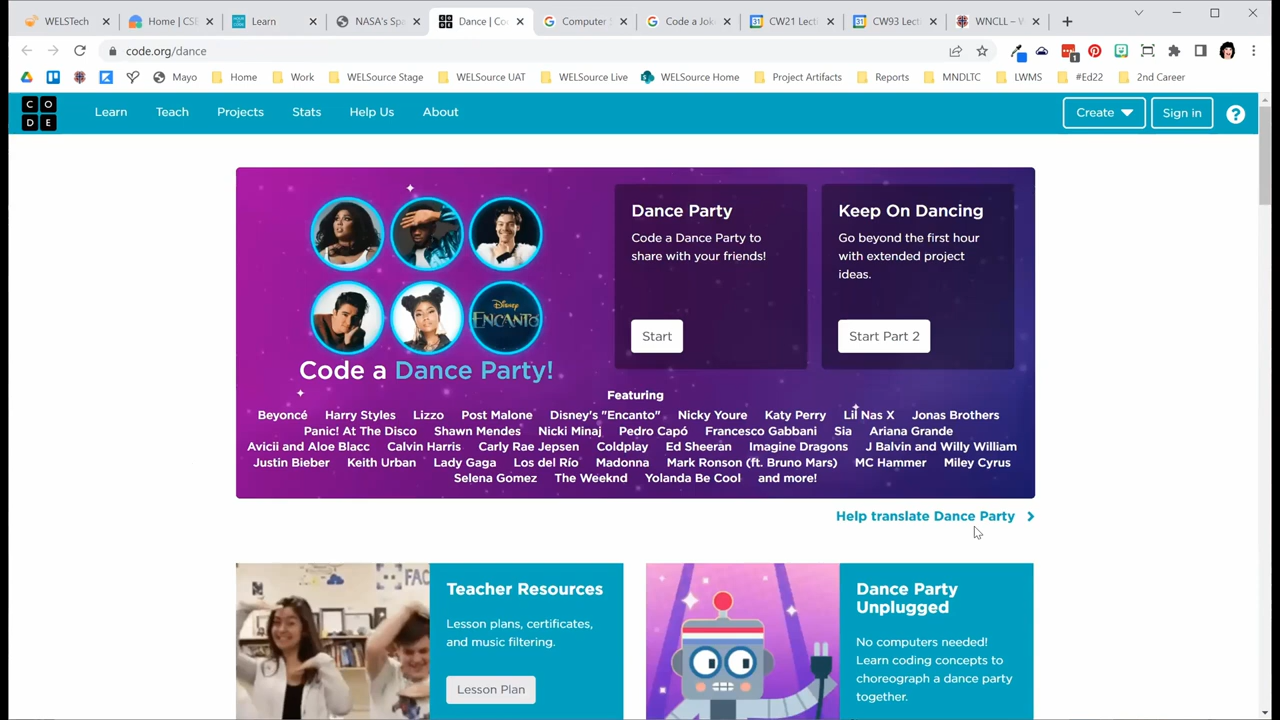 WELSTech
Home | CSE
Learn
NASA's Spa
Dance | Co
Computer S
Code a Jok
CW21 Lecti
CW93 Lecti
WNCLL – W
code.org/dance
1
Mayo
Home
Work
WELSource Stage
WELSource UAT
WELSource Live
WELSource Home
Project Artifacts
Reports
MNDLTC
LWMS
#Ed22
2nd Career
C O
D E
Learn
Teach
Projects
Stats
Help Us
About
Create
Sign in
?
DISNEY
ENCANTO
Code a Dance Party!
Dance Party
Code a Dance Party to
share with your friends!
Start
Keep On Dancing
Go beyond the first hour
with extended project
ideas.
Start Part 2
Featuring
Beyoncé Harry Styles Lizzo Post Malone Disney's "Encanto" Nicky Youre Katy Perry Lil Nas X Jonas Brothers
Panic! At The Disco Shawn Mendes Nicki Minaj Pedro Capó Francesco Gabbani Sia Ariana Grande
Avicii and Aloe Blacc Calvin Harris Carly Rae Jepsen Coldplay Ed Sheeran Imagine Dragons J Balvin and Willy William
Justin Bieber Keith Urban Lady Gaga Los del Río Madonna Mark Ronson (ft. Bruno Mars) MC Hammer Miley Cyrus
Selena Gomez The Weeknd Yolanda Be Cool and more!
Help translate Dance Party
FAC
Teacher Resources
Lesson plans, certificates,
and music filtering.
Lesson Plan
Dance Party
Unplugged
No computers needed!
Learn coding concepts to
choreograph a dance party
together.